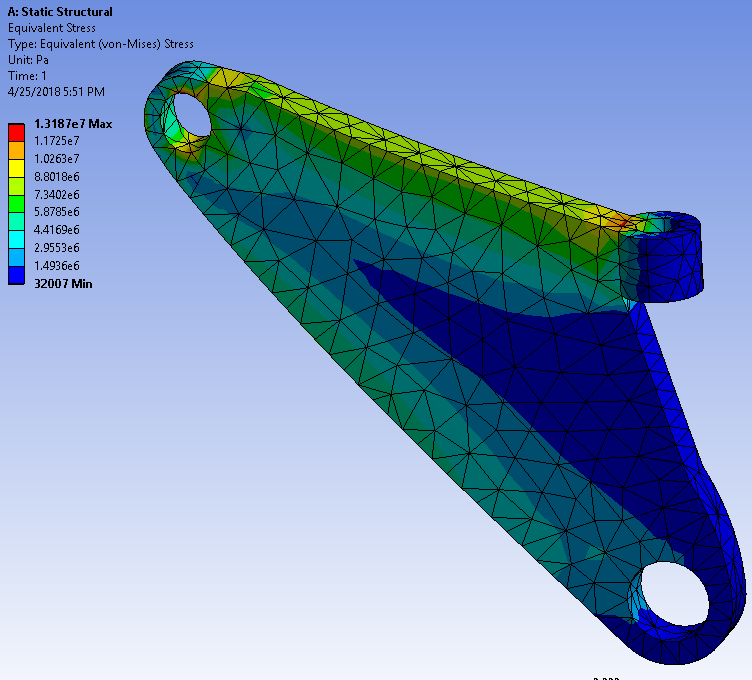 A: Static Structural
Equivalent Stress
Type: Equivalent (von-Mises) Stress
Unit: Pa
Time: 1
4/25/2018 5:51 PM
1.3187e7 Max
1.1725e7
1.0263e7
8.8018e6
7.3402e6
5.8785e6
4.4169e6
2.9553e6
1.4936e6
32007 Min